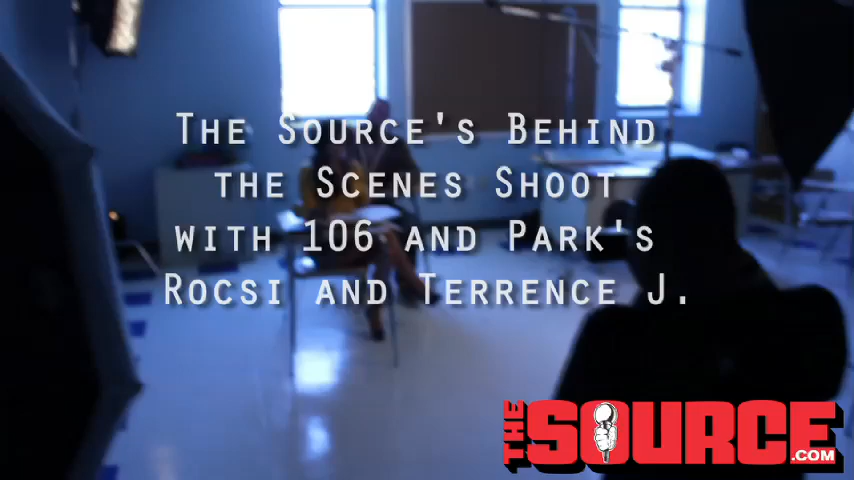 The Source's Behind
the Scenes Shoot
with 106 and Park's
Rocsi and Terrence J.
THE SOURCE .COM